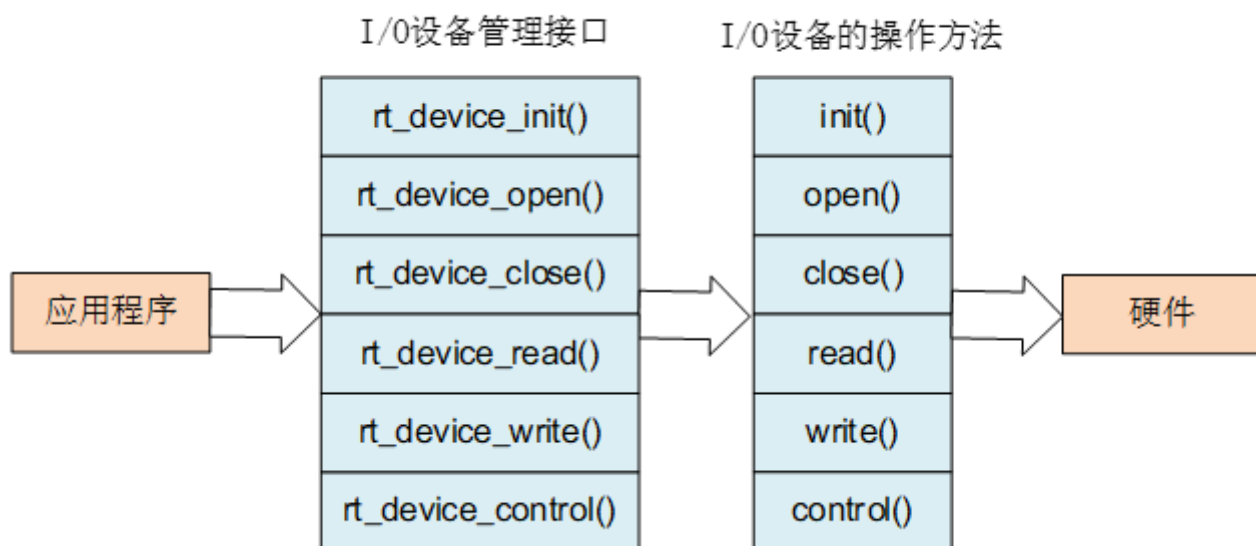 I/O设备管理接口
I/O设备的操作方法
rt_device_init()
rt_device_open()
rt_device_close()
rt_device_read()
rt_device_write()
rt_device_control()
init()
open()
close()
read()
write()
control()
应用程序
硬件